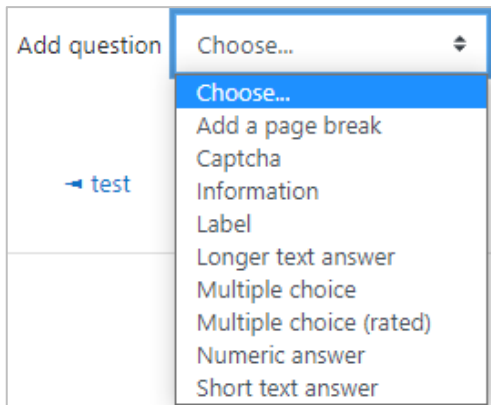 Add question Choose...
Choose...
Add a page break
Captcha
Information
test
Label
Longer text answer
Multiple choice
Multiple choice (rated)
Numeric answer
Short text answer